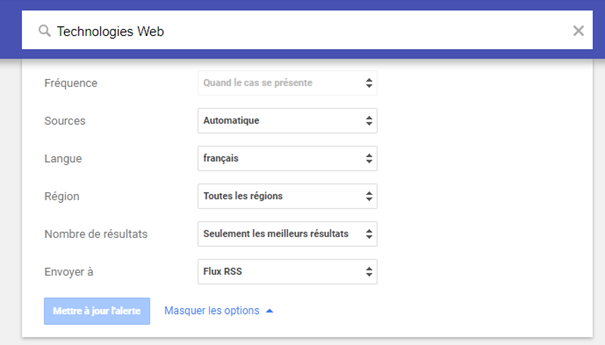 Technologies Web
Fréquence Quand le cas se présente
Sources Automatique
Langue français
Région Toutes les régions
Nombre de résultats Seulement les meilleurs résultats
Envoyer à Flux RSS
Mettre à jour l'alerte Masquer les options